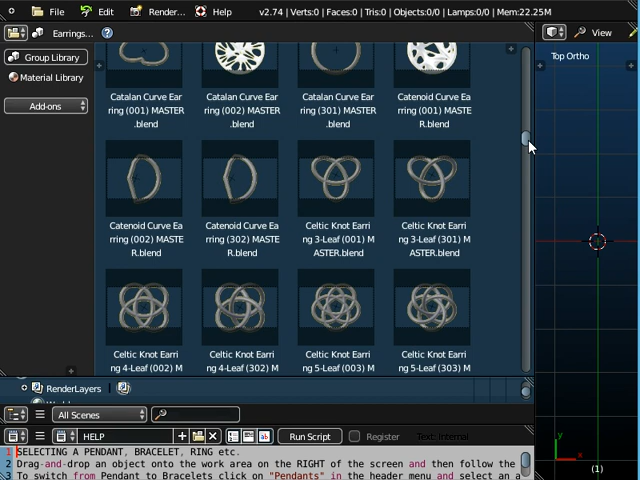 File Edit Render... Help v2.74 | Verts:0 | Faces:0 | Tris:0 | Objects:0/0 | Lamps:0/0 | Mem:22.25M
Earrings... View
Group Library
Material Library
Add-ons
Top Ortho
Catalan Curve Ear
ring (001) MASTER
.blend
Catalan Curve Ear
ring (002) MASTER
.blend
Catalan Curve Ear
ring (301) MASTER
.blend
Catenoid Curve Ea
rring (001) MASTE
R.blend
Catenoid Curve Ea
rring (002) MASTE
R.blend
Catenoid Curve Ea
rring (302) MASTE
R.blend
Celtic Knot Earri
ng 3-Leaf (001) M
ASTER.blend
Celtic Knot Earri
ng 3-Leaf (301) M
ASTER.blend
Celtic Knot Earri
ng 4-Leaf (002) M
Celtic Knot Earri
ng 4-Leaf (302) M
Celtic Knot Earri
ng 5-Leaf (003) M
Celtic Knot Earri
ng 5-Leaf (303) M
RenderLayers
All Scenes
HELP Run Script Register Text: Internal
1 SELECTING A PENDANT, BRACELET, RING etc.
2 Drag-and-drop an object onto the work area on the RIGHT of the screen and then follow the
3 To switch from Pendant to Bracelets click on "Pendants" in the header menu and select an a
y
x
(1)